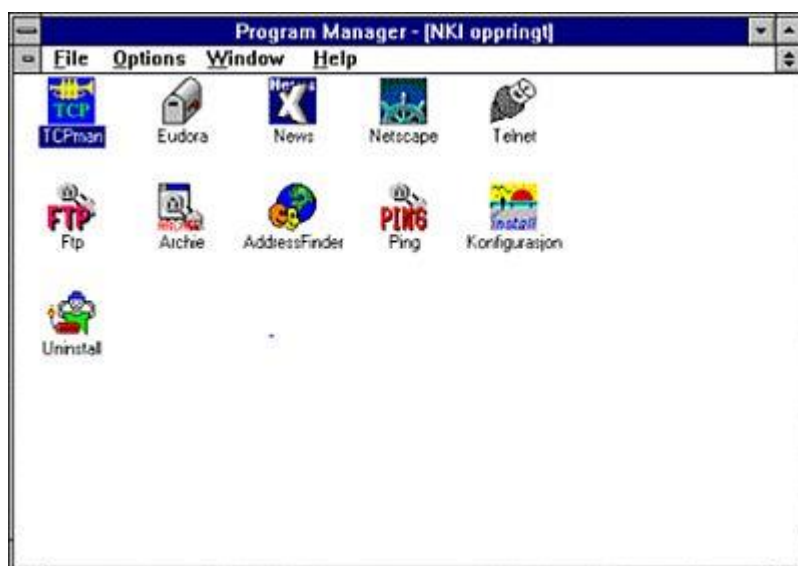 Program Manager - [NKI oppringt]
File Options Window Help
TCP
TCPman
Eudora
News
News
Netscape
Telnet
FTP
Ftp
Archie
AddressFinder
PING
Ping
install
Konfigurasjon
Uninstall